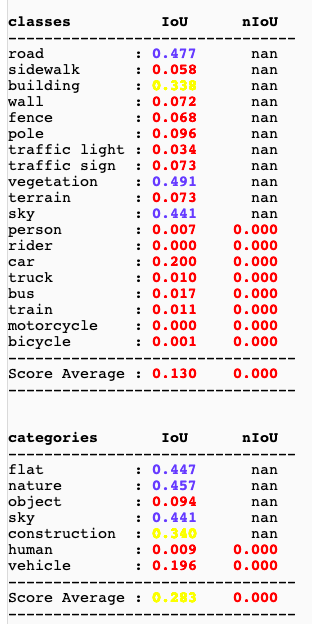 classes IoU nIoU
--------------------------------
road : 0.477 nan
sidewalk : 0.058 nan
building : 0.338 nan
wall : 0.072 nan
fence : 0.068 nan
pole : 0.096 nan
traffic light : 0.034 nan
traffic sign : 0.073 nan
vegetation : 0.491 nan
terrain : 0.073 nan
sky : 0.441 nan
person : 0.007 0.000
rider : 0.000 0.000
car : 0.200 0.000
truck : 0.010 0.000
bus : 0.017 0.000
train : 0.011 0.000
motorcycle : 0.000 0.000
bicycle : 0.001 0.000
--------------------------------
Score Average : 0.130 0.000
--------------------------------
categories IoU nIoU
--------------------------------
flat : 0.447 nan
nature : 0.457 nan
object : 0.094 nan
sky : 0.441 nan
construction : 0.340 nan
human : 0.009 0.000
vehicle : 0.196 0.000
--------------------------------
Score Average : 0.283 0.000
--------------------------------